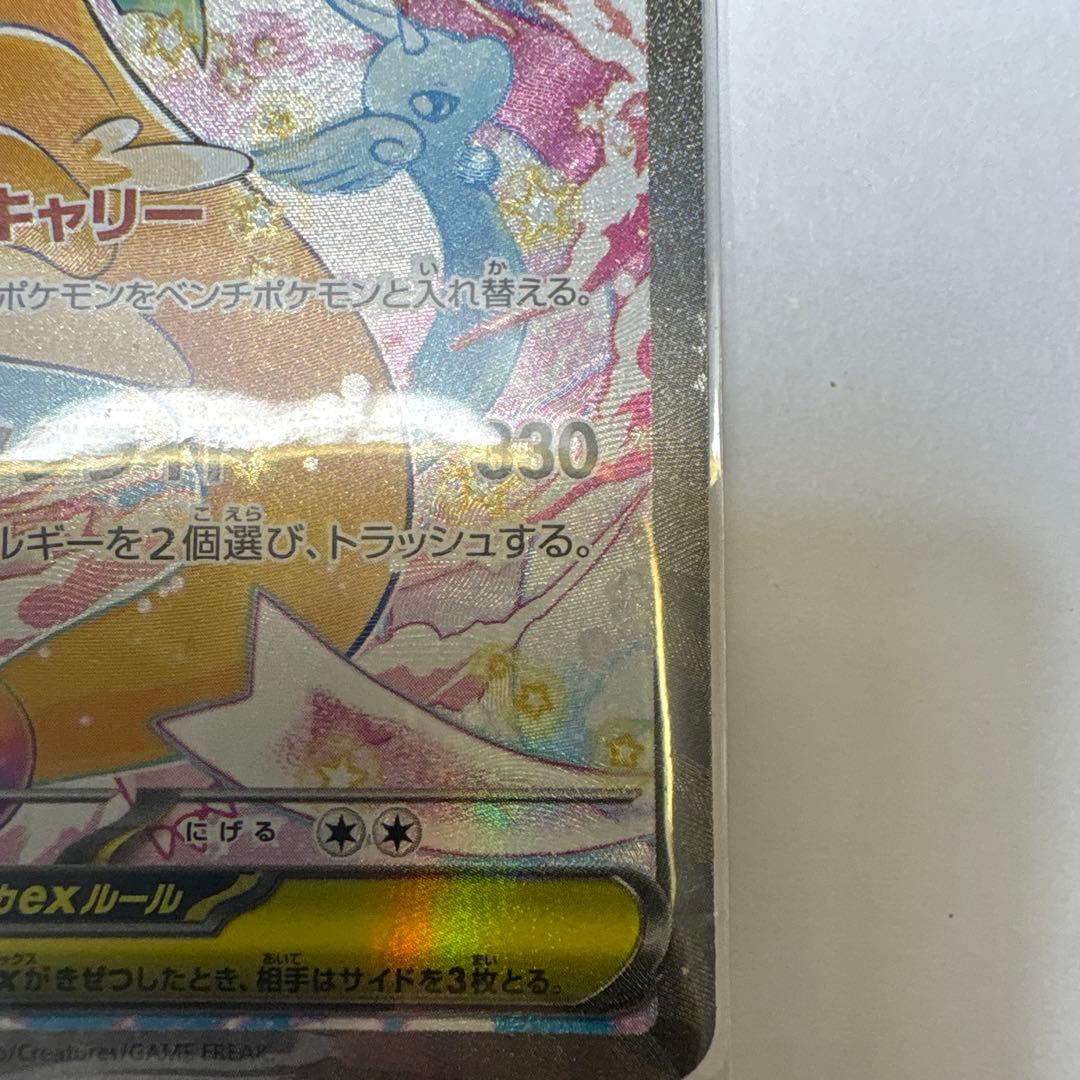 キャリー
ポケモンをベンチポケモンと入れ替える。
330
ルギーを2個選び、トラッシュする。
にげる
exルール
xがきぜつしたとき、相手はサイドを3枚とる。
/Creatures/GAME FREAK.